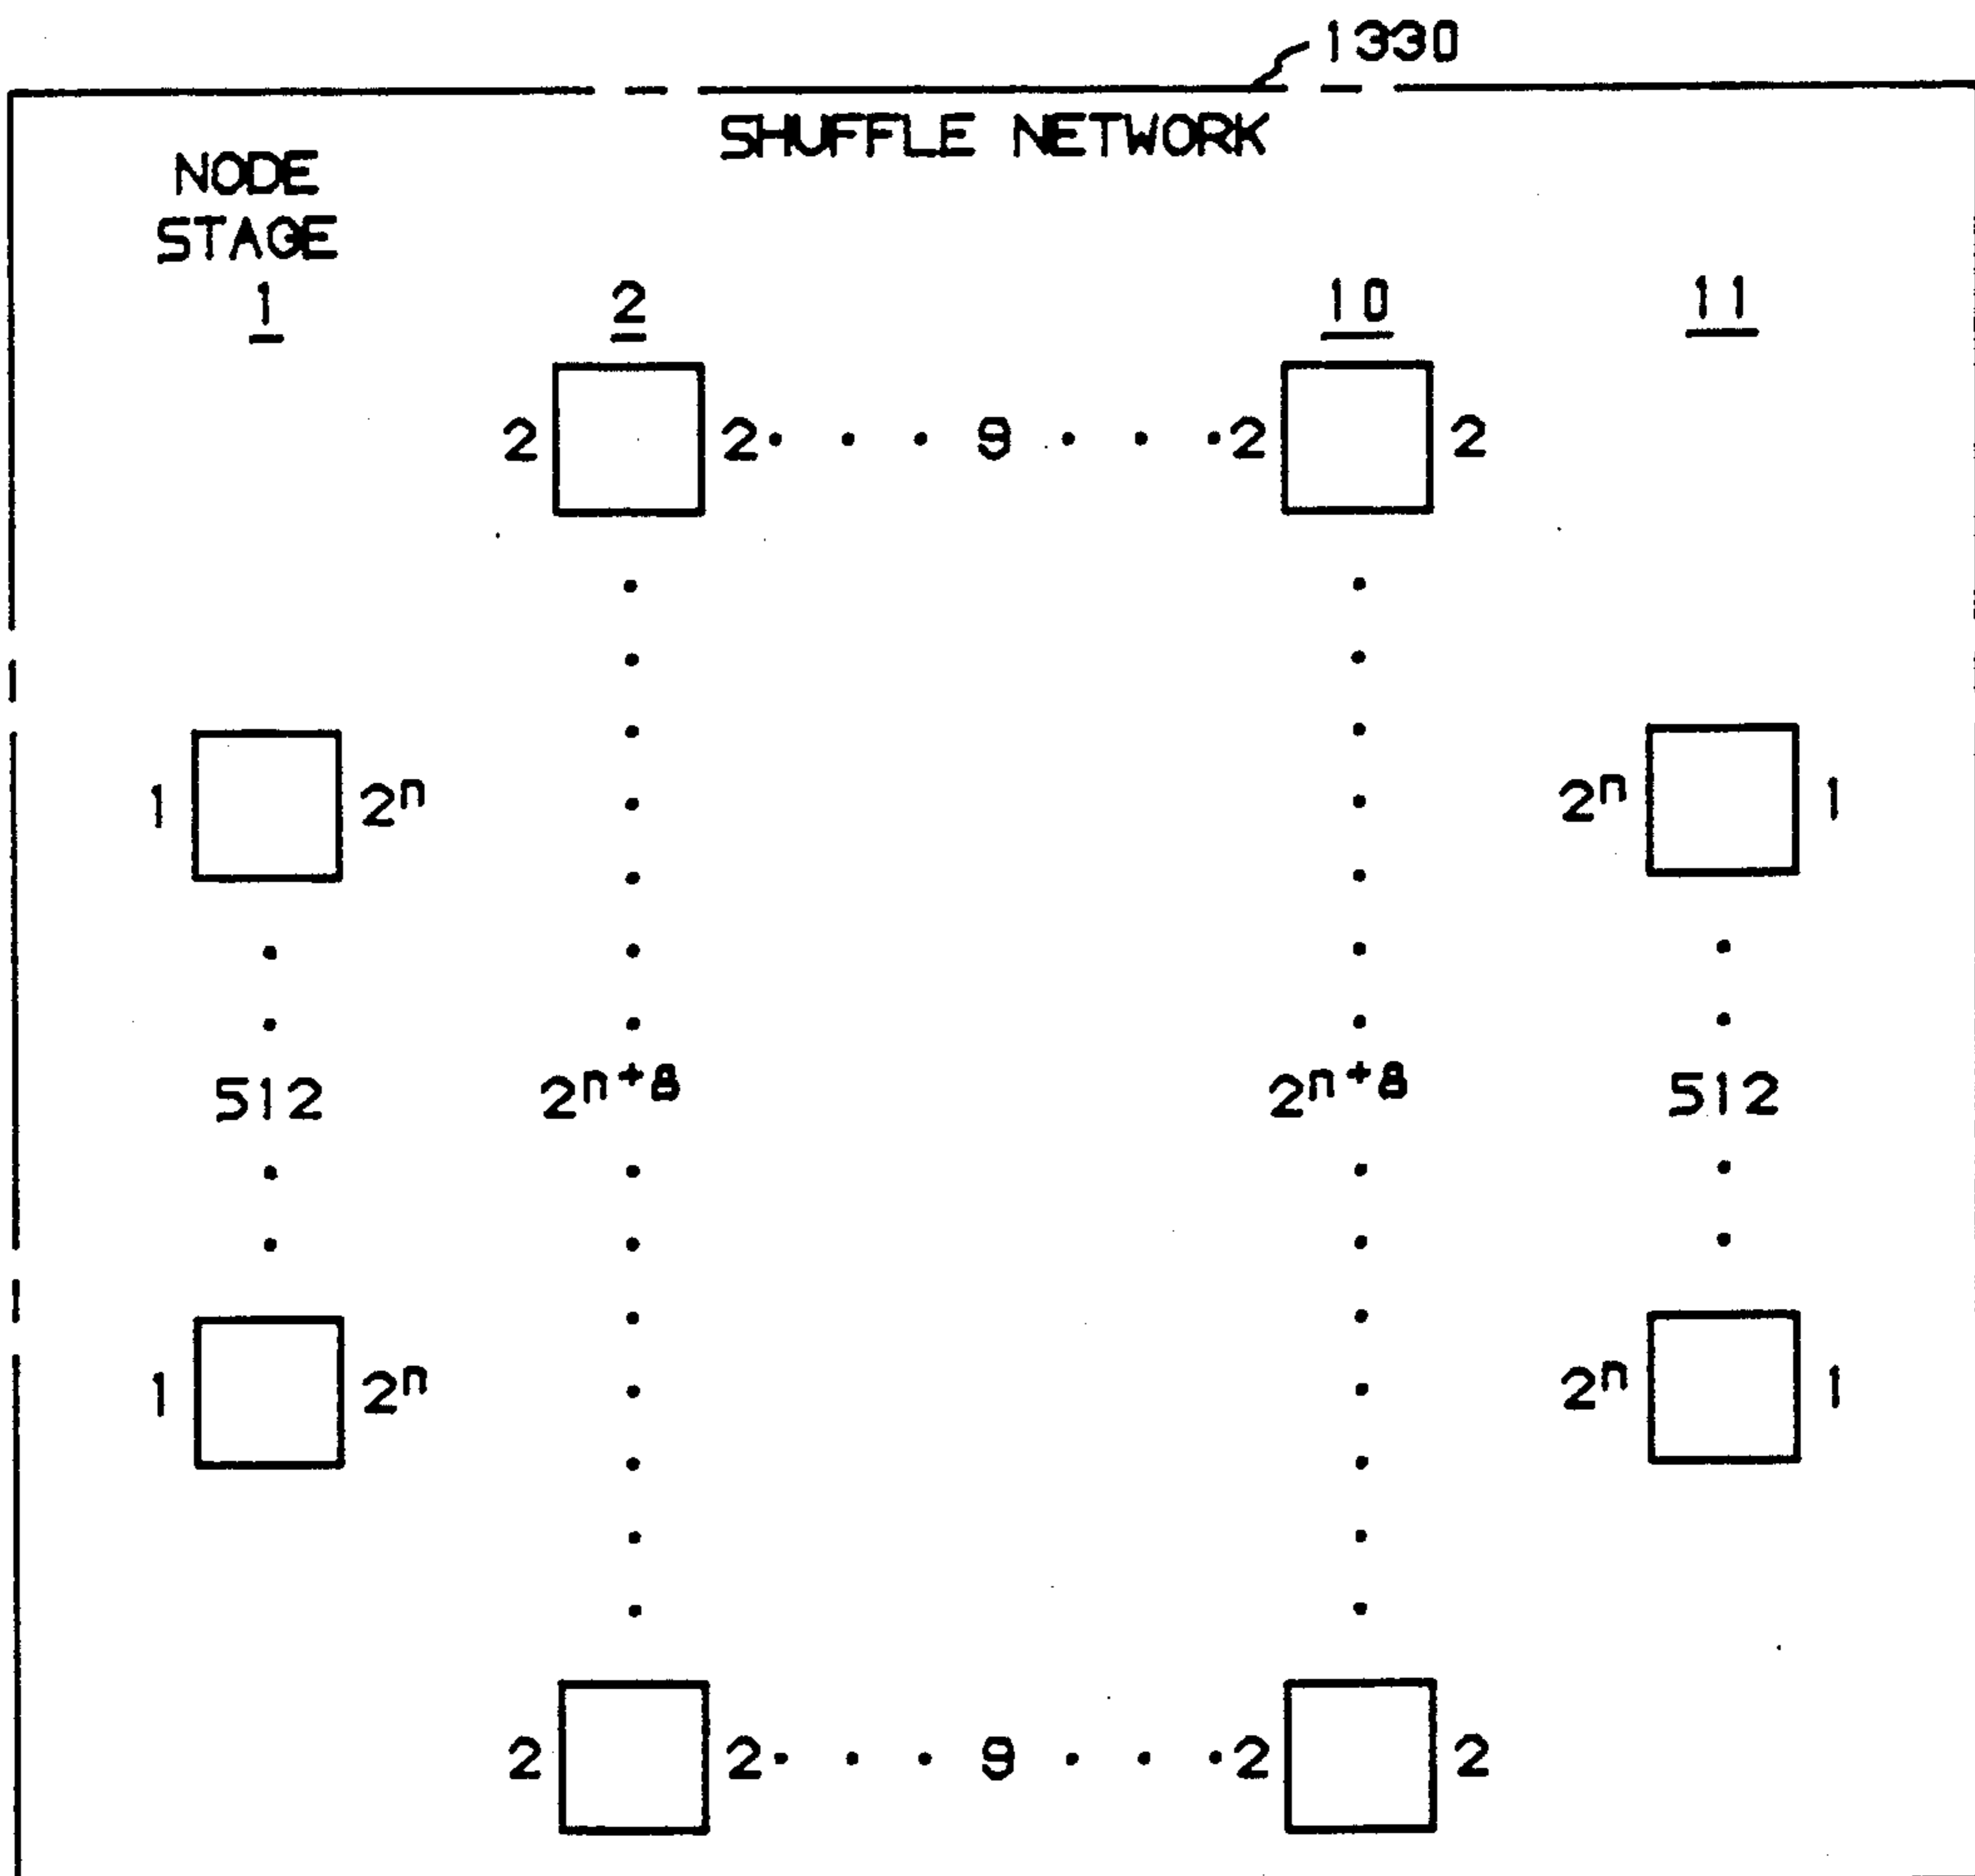 1330
SHUFFLE NETWORK
NODE
STAGE
1 2 10 11
2 2 9 2 2
1 2ⁿ 2ⁿ 1
512 2ⁿ⁺⁸ 2ⁿ⁺⁸ 512
1 2ⁿ 2ⁿ 1
2 2 9 2 2